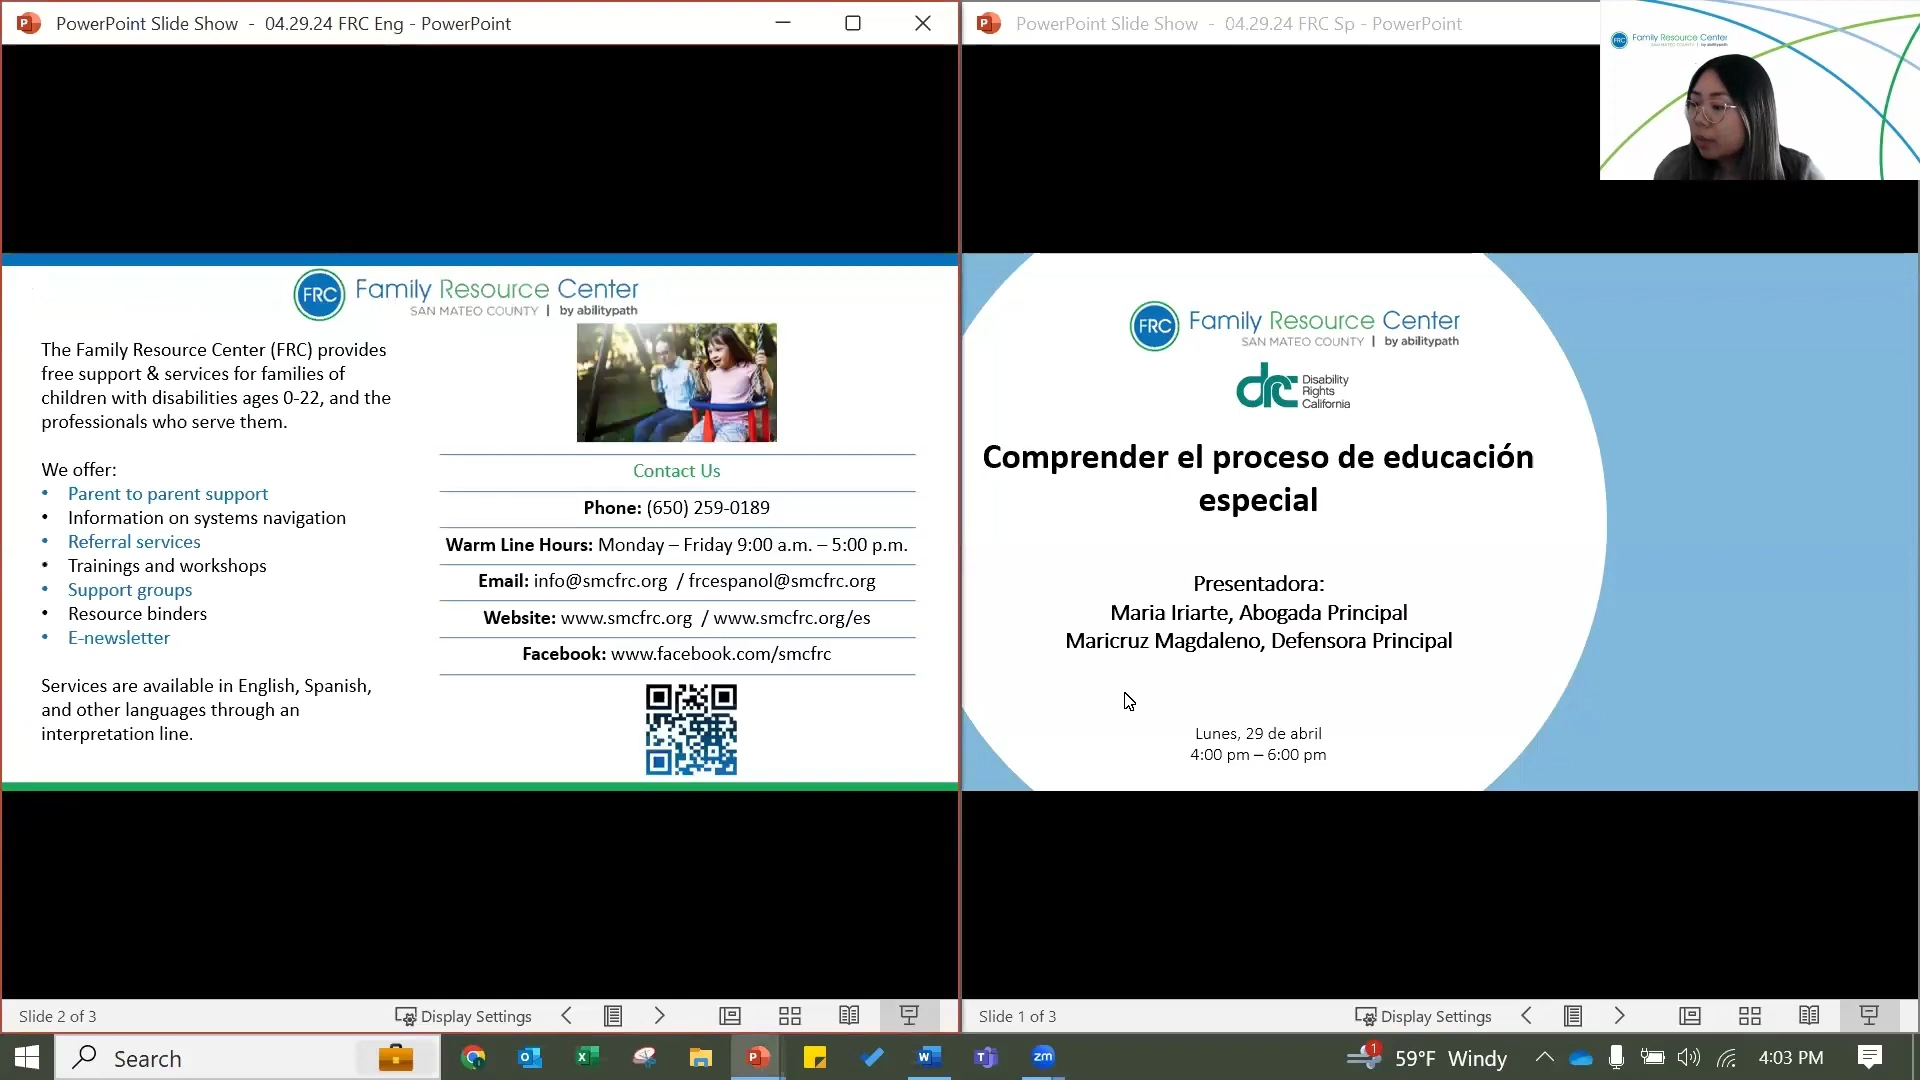 PowerPoint Slide Show - 04.29.24 FRC Eng - PowerPoint
FRC Family Resource Center
SAN MATEO COUNTY | by abilitypath
The Family Resource Center (FRC) provides
free support & services for families of
children with disabilities ages 0-22, and the
professionals who serve them.
We offer:
• Parent to parent support
• Information on systems navigation
• Referral services
• Trainings and workshops
• Support groups
• Resource binders
• E-newsletter
Services are available in English, Spanish,
and other languages through an
interpretation line.
Contact Us
Phone: (650) 259-0189
Warm Line Hours: Monday – Friday 9:00 a.m. – 5:00 p.m.
Email: info@smcfrc.org / frcespanol@smcfrc.org
Website: www.smcfrc.org / www.smcfrc.org/es
Facebook: www.facebook.com/smcfrc
Slide 2 of 3
Display Settings
PowerPoint Slide Show - 04.29.24 FRC Sp - PowerPoint
FRC Family Resource Center
SAN MATEO COUNTY | by abilitypath
FRC Family Resource Center
SAN MATEO COUNTY | by abilitypath
drc Disability
Rights
California
Comprender el proceso de educación
especial
Presentadora:
Maria Iriarte, Abogada Principal
Maricruz Magdaleno, Defensora Principal
Lunes, 29 de abril
4:00 pm – 6:00 pm
Slide 1 of 3
Display Settings
Search
zm
1
59°F Windy
4:03 PM